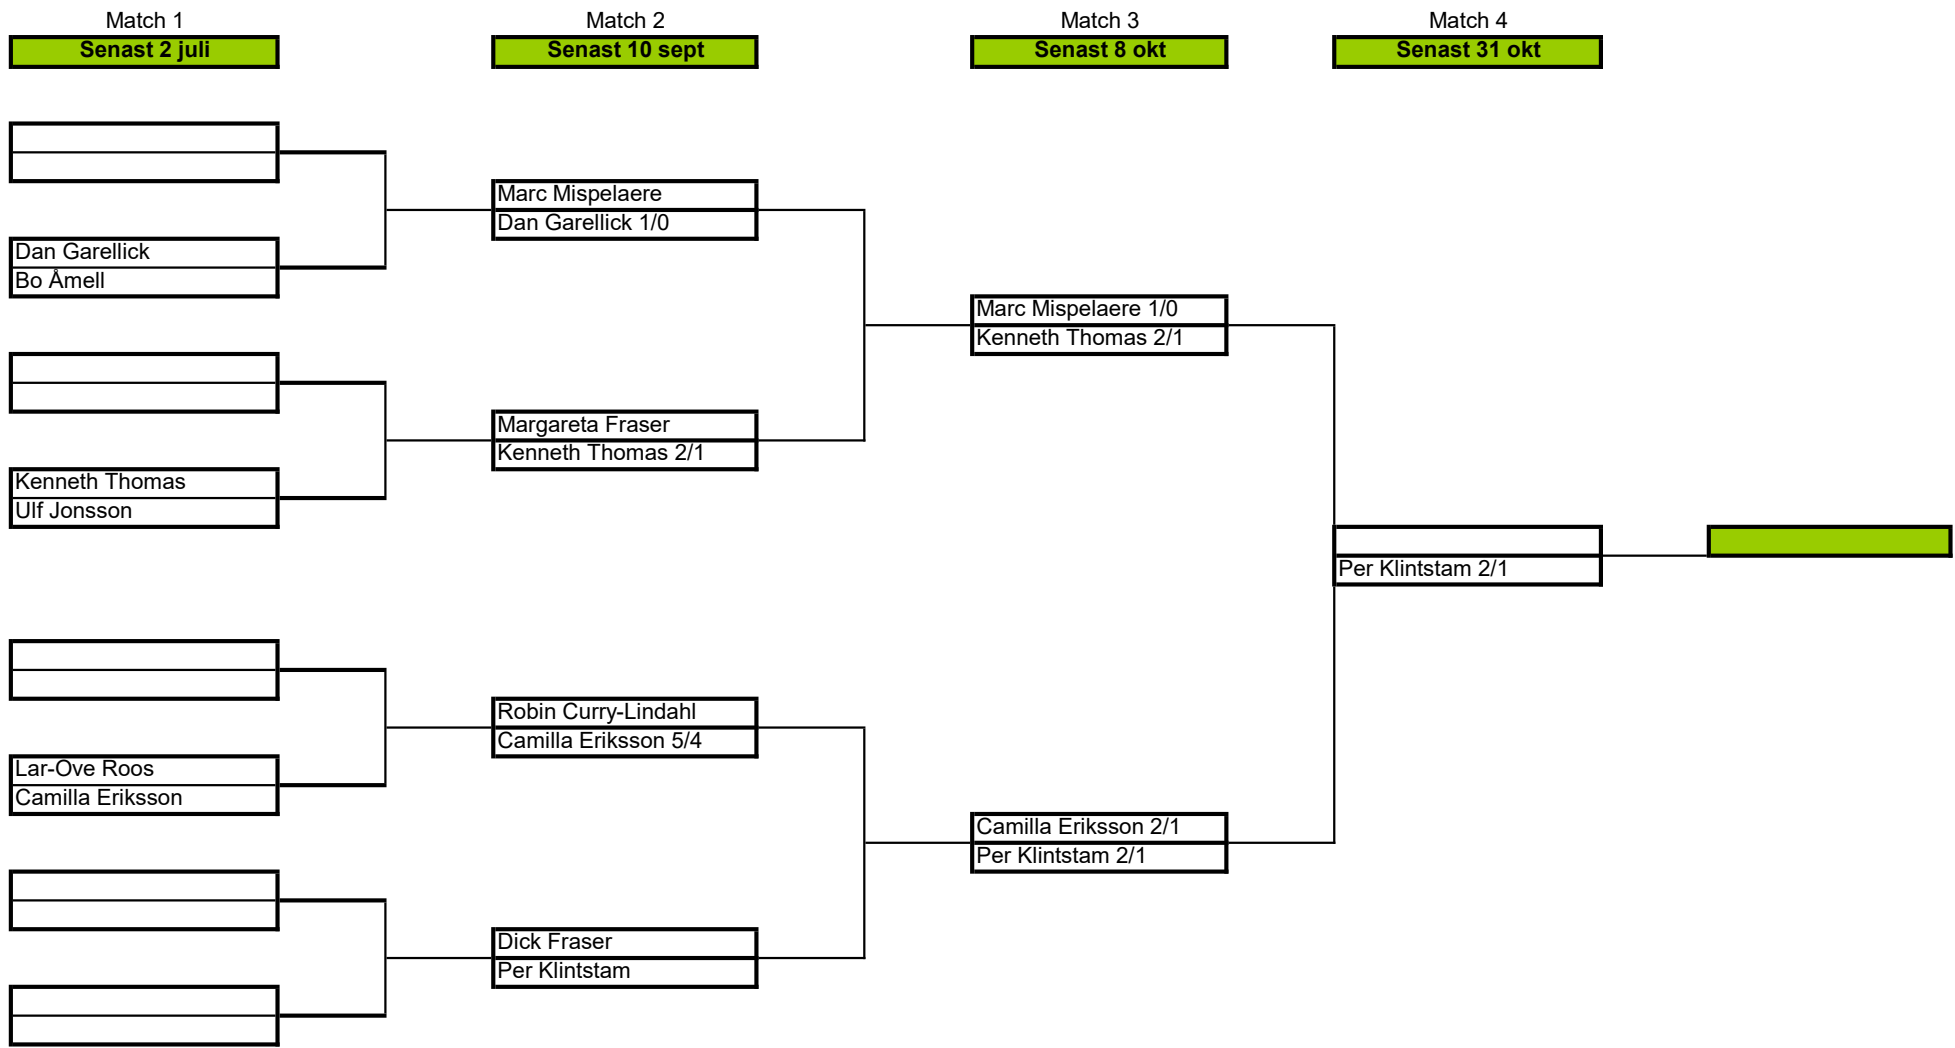 Match 1
Match 2
Match 3
Match 4
Senast 2 juli
Senast 10 sept
Senast 8 okt
Senast 31 okt
Marc Mispelaere
Dan Garellick 1/0
Dan Garellick
Bo Åmell
Marc Mispelaere 1/0
Kenneth Thomas 2/1
Margareta Fraser
Kenneth Thomas 2/1
Kenneth Thomas
Ulf Jonsson
Per Klintstam 2/1
Robin Curry-Lindahl
Camilla Eriksson 5/4
Lar-Ove Roos
Camilla Eriksson
Camilla Eriksson 2/1
Per Klintstam 2/1
Dick Fraser
Per Klintstam